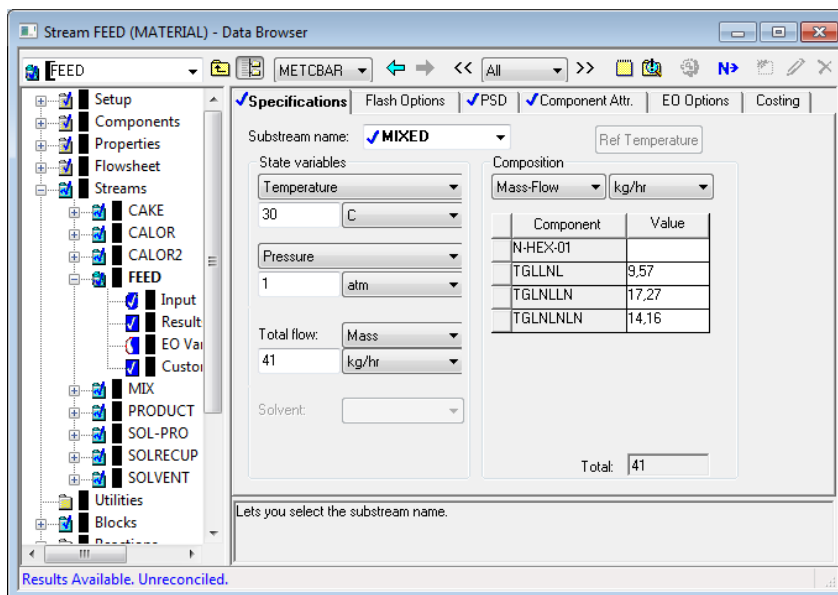 Stream FEED (MATERIAL) - Data Browser
FEED METCBAR << All >> N
Setup
Components
Properties
Flowsheet
Streams
CAKE
CALOR
CALOR2
FEED
Input
Result
EO Var
Custor
MIX
PRODUCT
SOL-PRO
SOLRECUP
SOLVENT
Utilities
Blocks
Reactions
Specifications Flash Options PSD Component Attr. EO Options Costing
Substream name: MIXED Ref Temperature
State variables
Temperature
30 C
Pressure
1 atm
Total flow: Mass
41 kg/hr
Solvent:
Composition
Mass-Flow kg/hr
Component Value
N-HEX-01
TGLLNL 9,57
TGLNLLN 17,27
TGLNLNLN 14,16
Total: 41
Lets you select the substream name.
Results Available. Unreconciled.